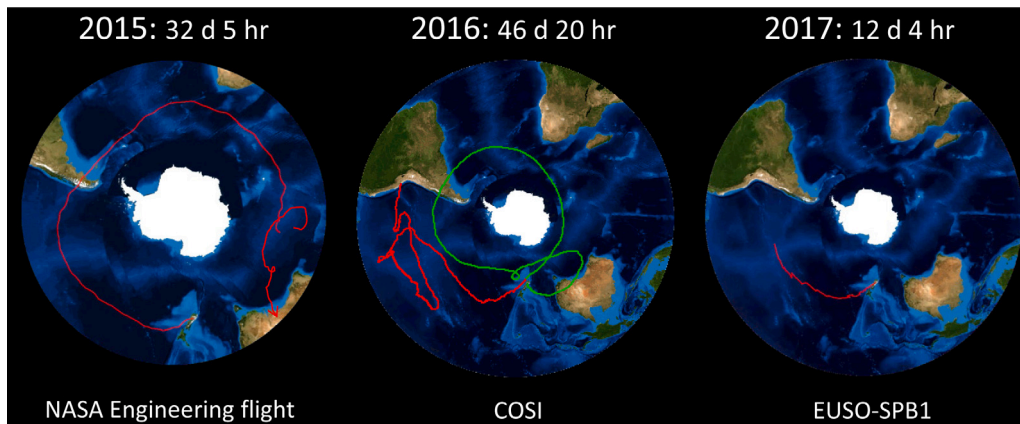 2015: 32 d 5 hr
2016: 46 d 20 hr
2017: 12 d 4 hr
NASA Engineering flight
COSI
EUSO-SPB1